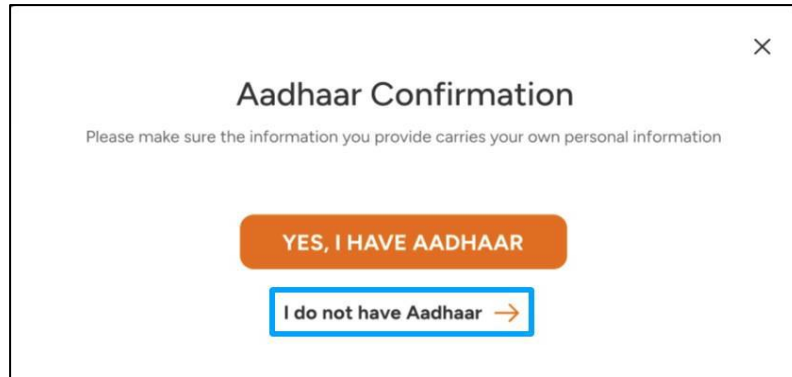 Aadhaar Confirmation
Please make sure the information you provide carries your own personal information
YES, I HAVE AADHAAR
I do not have Aadhaar →